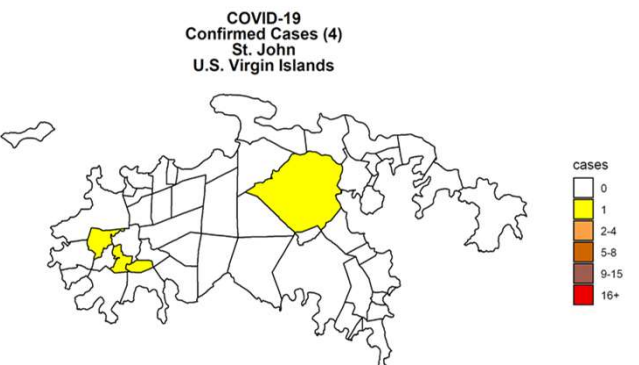 COVID-19
Confirmed Cases (4)
St. John
U.S. Virgin Islands
cases
0
1
2-4
5-8
9-15
16+